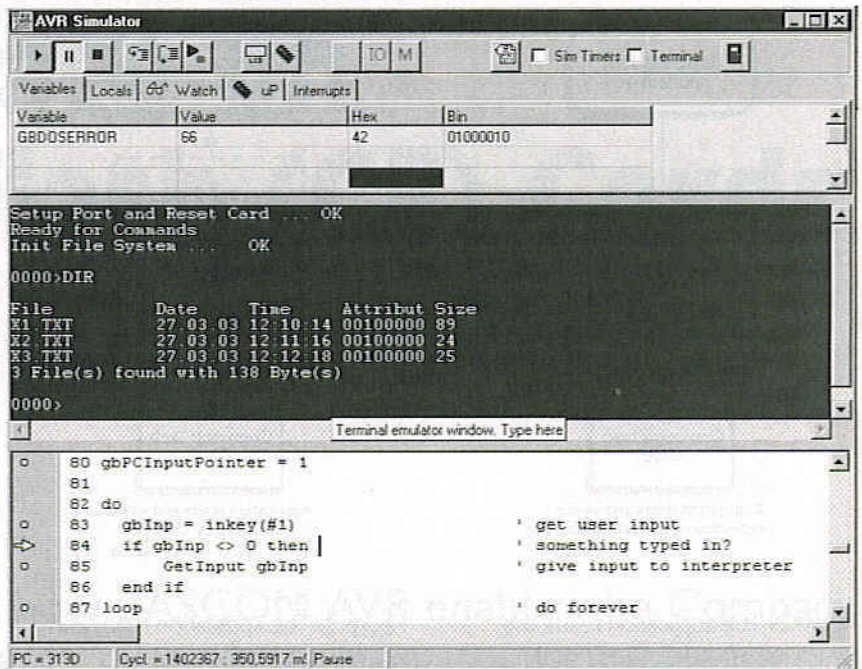 AVR Simulator
IO M Sim Timers Terminal
Variables Locals Watch uP Interrupts
Variable Value Hex Bin
GBDOSERROR 66 42 01000010
Setup Port and Reset Card ... OK
Ready for Commands
Init File System ... OK
0000>DIR
File Date Time Attribut Size
X1.TXT 27.03.03 12:10:14 00100000 89
X2.TXT 27.03.03 12:11:16 00100000 24
X3.TXT 27.03.03 12:12:18 00100000 25
3 File(s) found with 138 Byte(s)
0000>
Terminal emulator window. Type here
80 gbPCInputPointer = 1
81
82 do
83 gbInp = inkey(#1) ' get user input
84 if gbInp <> 0 then ' something typed in?
85 GetInput gbInp ' give input to interpreter
86 end if
87 loop ' do forever
PC = 313D Cycl. = 1402367 : 350,5917 mS Pause